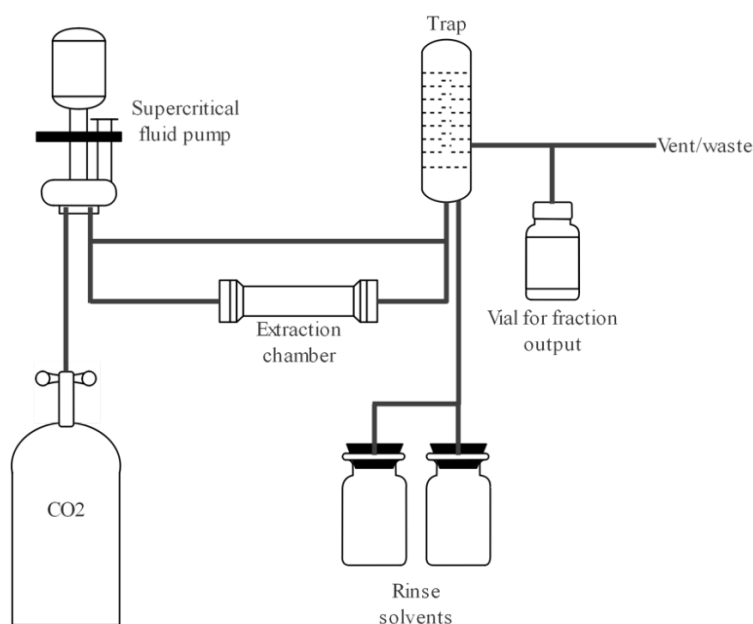 Trap
Supercritical
fluid pump
Vent/waste
Vial for fraction
output
Extraction
chamber
CO2
Rinse
solvents